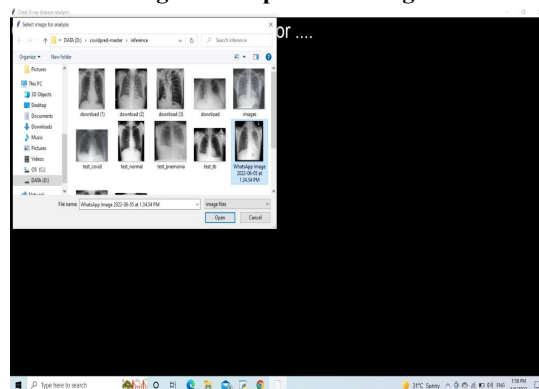 Chest X-ray disease analysis
or ....
Select image for analysis
DATA (D:) > covidpred-master > inference
Search inference
Organize
New folder
Pictures
This PC
3D Objects
Desktop
Documents
Downloads
Music
Pictures
Videos
OS (C:)
DATA (D:)
Network
download (1)
download (2)
download (3)
download
images
test_covid
test_normal
test_pnemonia
test_tb
WhatsApp Image
2022-06-05 at
1.34.54 PM
File name:
WhatsApp Image 2022-06-05 at 1.34.54 PM
image files
Open
Cancel
Type here to search
31°C Sunny
ENG
1:58 PM